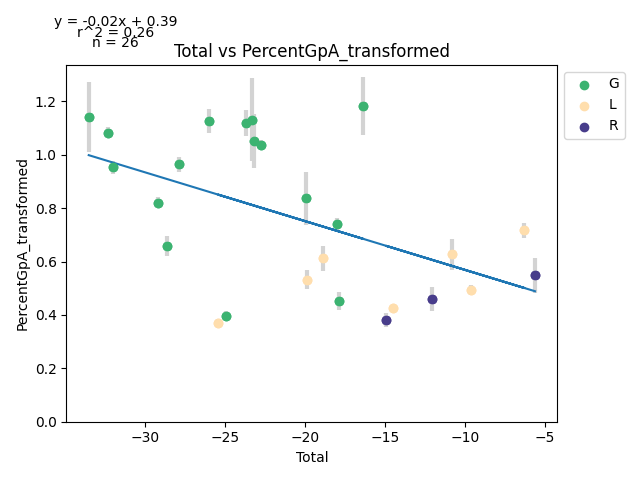 y = -0.02x + 0.39
r^2 = 0.26
n = 26
Total vs PercentGpA_transformed
G
L
R
PercentGpA_transformed
1.2
1.0
0.8
0.6
0.4
0.2
0.0
−30
−25
−20
−15
−10
−5
Total